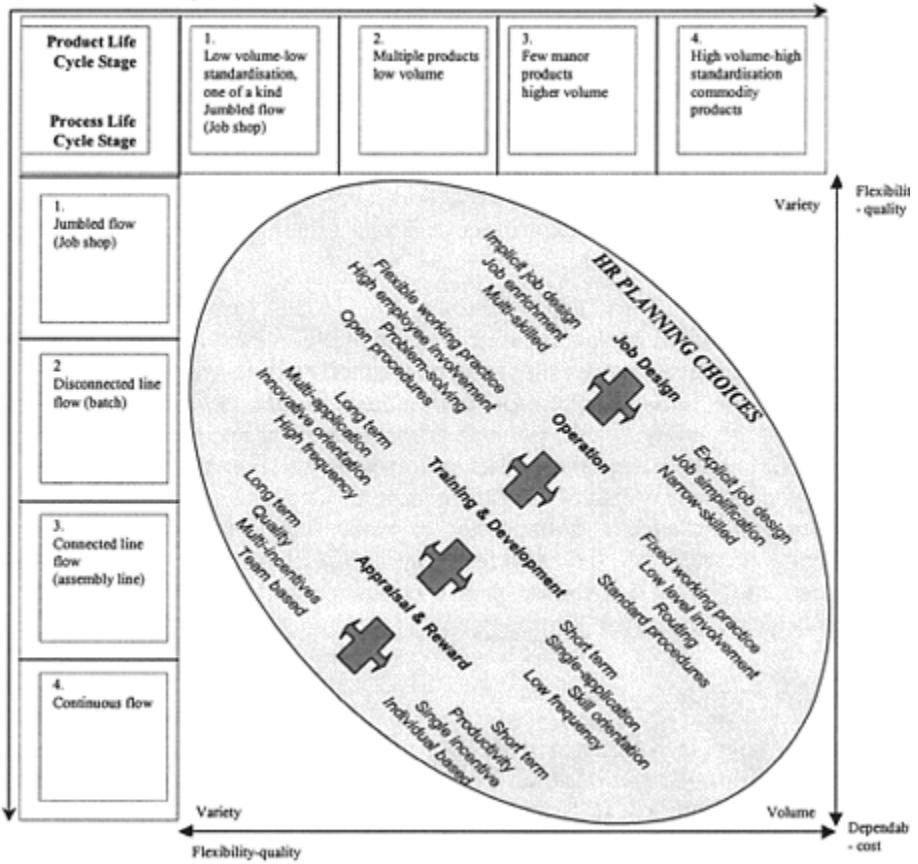 Product Life
Cycle Stage
Process Life
Cycle Stage
1.
Low volume-low
standardisation,
one of a kind
Jumbled flow
(Job shop)
2.
Multiple products
low volume
3.
Few manor
products
higher volume
4.
High volume-high
standardisation
commodity
products
1.
Jumbled flow
(Job shop)
2
Disconnected line
flow (batch)
3.
Connected line
flow
(assembly line)
4.
Continuous flow
Variety
Flexibilit
- quality
HR PLANNING CHOICES
Implicit job design
Job enrichment
Multi-skilled
Job Design
Explicit job design
Job simplification
Narrow-skilled
Flexible working practice
High employee involvement
Problem-solving
Open procedures
Operation
Fixed working practice
Low level involvement
Routing
Standard procedures
Long term
Multi-application
Innovative orientation
High frequency
Training & Development
Short term
Single-application
Skill orientation
Low frequency
Long term
Quality
Multi-incentives
Team based
Appraisal & Reward
Short term
Productivity
Single incentive
Individual based
Variety
Volume
Flexibility-quality
Dependab
- cost